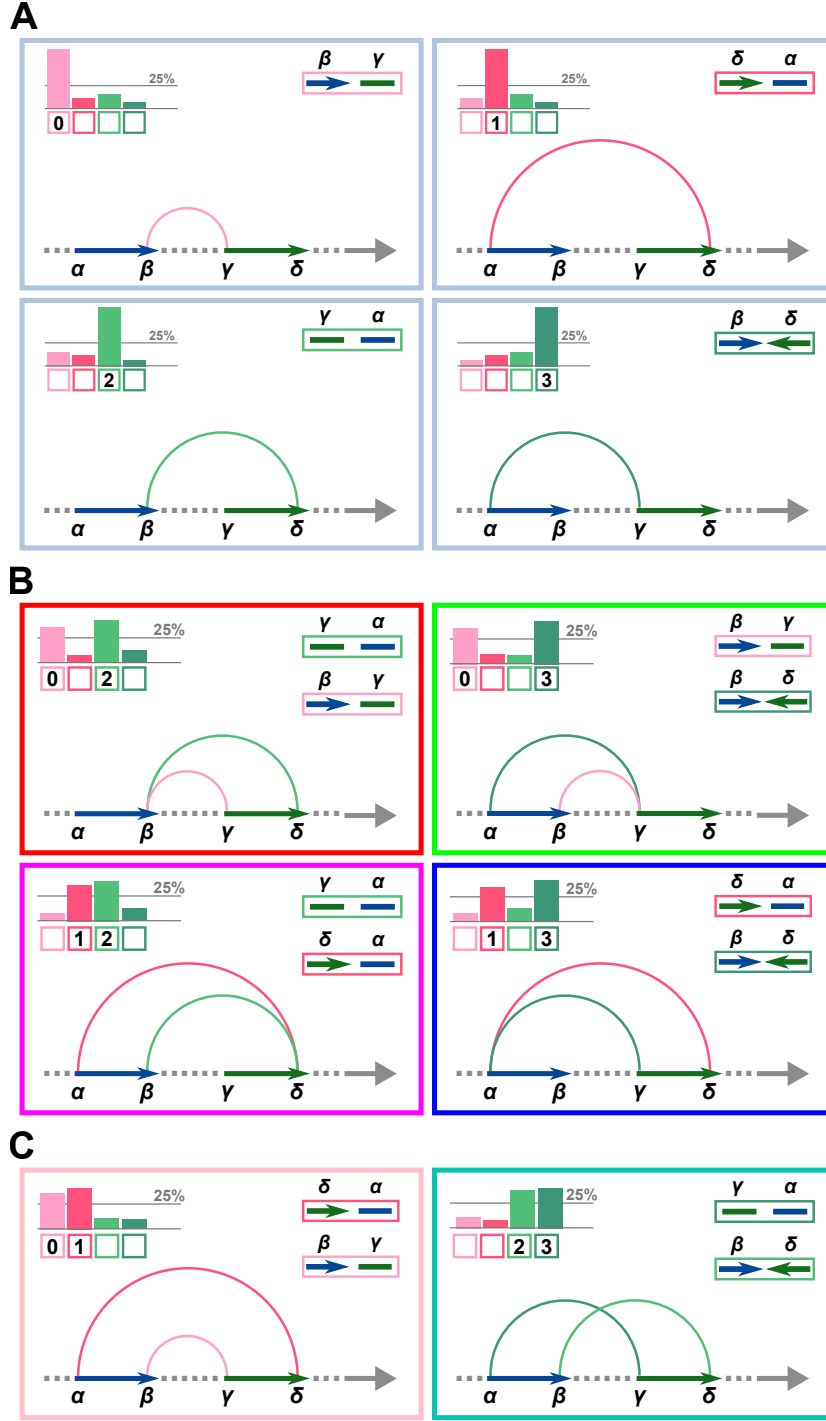 A
25%
β γ
0
α β γ δ
25%
δ α
1
α β γ δ
25%
γ α
2
α β γ δ
25%
β δ
3
α β γ δ
B
25%
γ α
0 2
β γ
α β γ δ
25%
β γ
0 3
β δ
α β γ δ
25%
γ α
1 2
δ α
α β γ δ
25%
δ α
1 3
β δ
α β γ δ
C
25%
δ α
0 1
β γ
α β γ δ
25%
γ α
2 3
β δ
α β γ δ